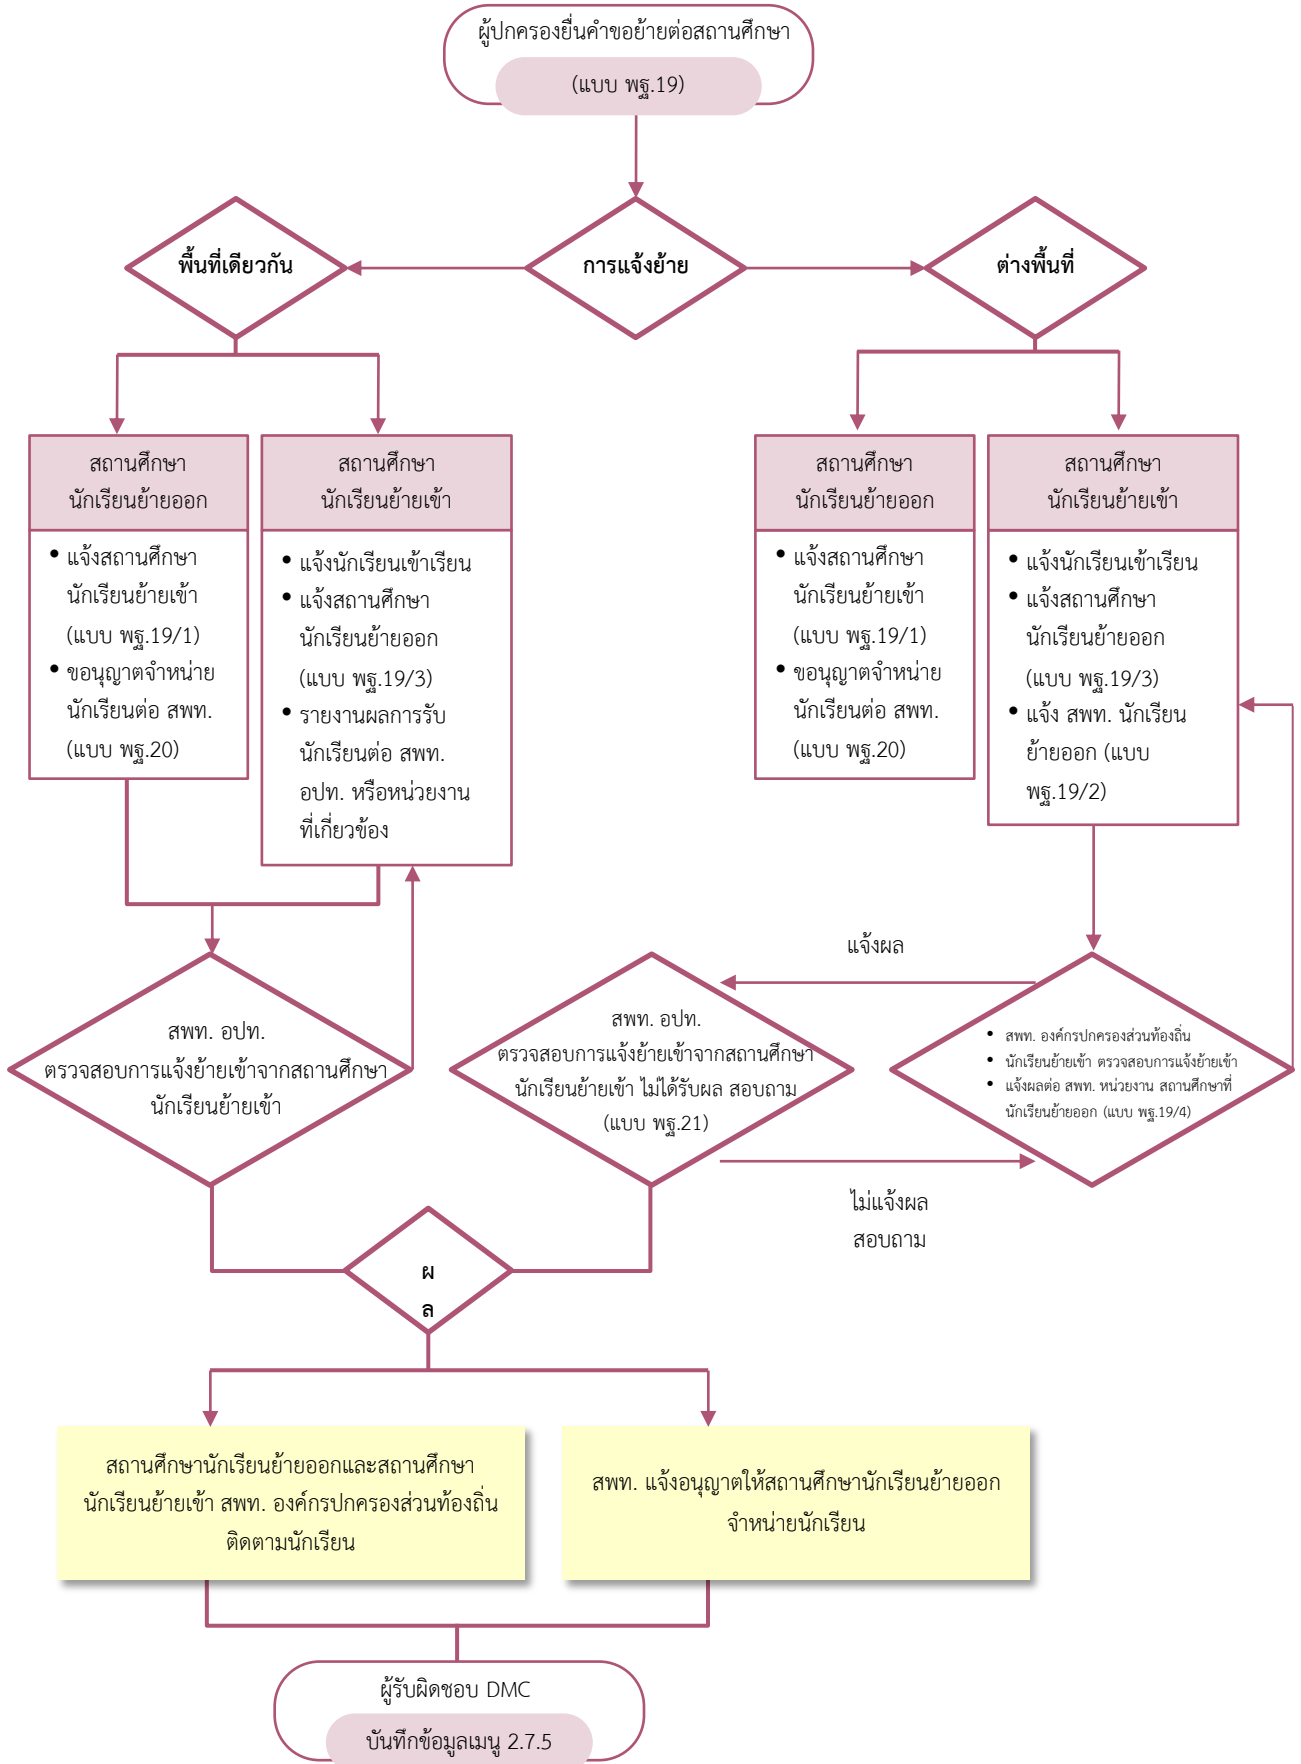 ผู้ปกครองยื่นคำขอย้ายต่อสถานศึกษา
(แบบ พฐ.19)
พื้นที่เดียวกัน
การแจ้งย้าย
ต่างพื้นที่
สถานศึกษา
นักเรียนย้ายออก
• แจ้งสถานศึกษา
นักเรียนย้ายเข้า
(แบบ พฐ.19/1)
• ขอนุญาตจำหน่าย
นักเรียนต่อ สพท.
(แบบ พฐ.20)
สถานศึกษา
นักเรียนย้ายเข้า
• แจ้งนักเรียนเข้าเรียน
• แจ้งสถานศึกษา
นักเรียนย้ายออก
(แบบ พฐ.19/3)
• รายงานผลการรับ
นักเรียนต่อ สพท.
อปท. หรือหน่วยงาน
ที่เกี่ยวข้อง
สถานศึกษา
นักเรียนย้ายออก
• แจ้งสถานศึกษา
นักเรียนย้ายเข้า
(แบบ พฐ.19/1)
• ขอนุญาตจำหน่าย
นักเรียนต่อ สพท.
(แบบ พฐ.20)
สถานศึกษา
นักเรียนย้ายเข้า
• แจ้งนักเรียนเข้าเรียน
• แจ้งสถานศึกษา
นักเรียนย้ายออก
(แบบ พฐ.19/3)
• แจ้ง สพท. นักเรียน
ย้ายออก (แบบ
พฐ.19/2)
สพท. อปท.
ตรวจสอบการแจ้งย้ายเข้าจากสถานศึกษา
นักเรียนย้ายเข้า
แจ้งผล
สพท. อปท.
ตรวจสอบการแจ้งย้ายเข้าจากสถานศึกษา
นักเรียนย้ายเข้า ไม่ได้รับผล สอบถาม
(แบบ พฐ.21)
• สพท. องค์กรปกครองส่วนท้องถิ่น
• นักเรียนย้ายเข้า ตรวจสอบการแจ้งย้ายเข้า
• แจ้งผลต่อ สพท. หน่วยงาน สถานศึกษาที่
นักเรียนย้ายออก (แบบ พฐ.19/4)
ไม่แจ้งผล
สอบถาม
ผ
ล
สถานศึกษานักเรียนย้ายออกและสถานศึกษา
นักเรียนย้ายเข้า สพท. องค์กรปกครองส่วนท้องถิ่น
ติดตามนักเรียน
สพท. แจ้งอนุญาตให้สถานศึกษานักเรียนย้ายออก
จำหน่ายนักเรียน
ผู้รับผิดชอบ DMC
บันทึกข้อมูลเมนู 2.7.5